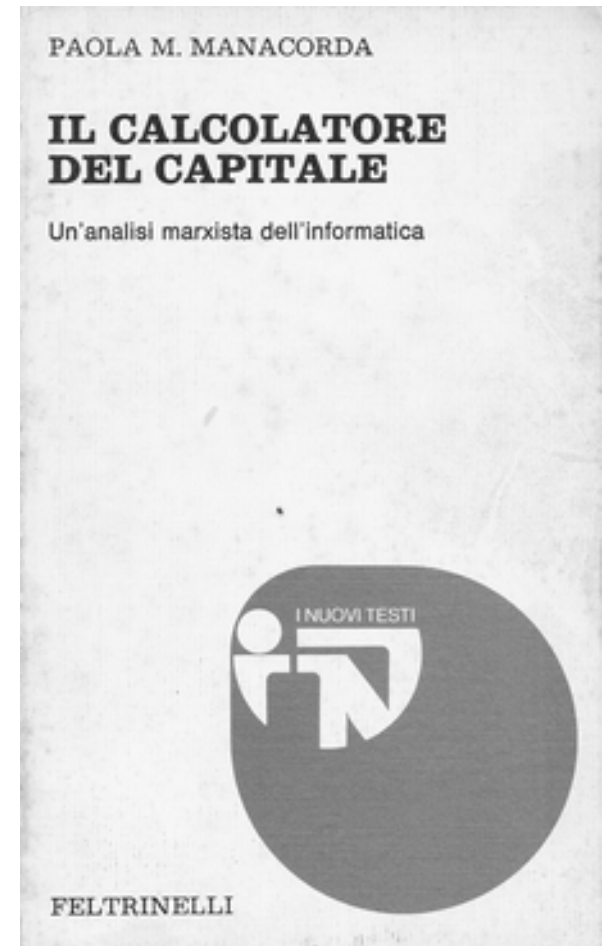 PAOLA M. MANACORDA
IL CALCOLATORE
DEL CAPITALE
Un'analisi marxista dell'informatica
I NUOVI TESTI
FELTRINELLI